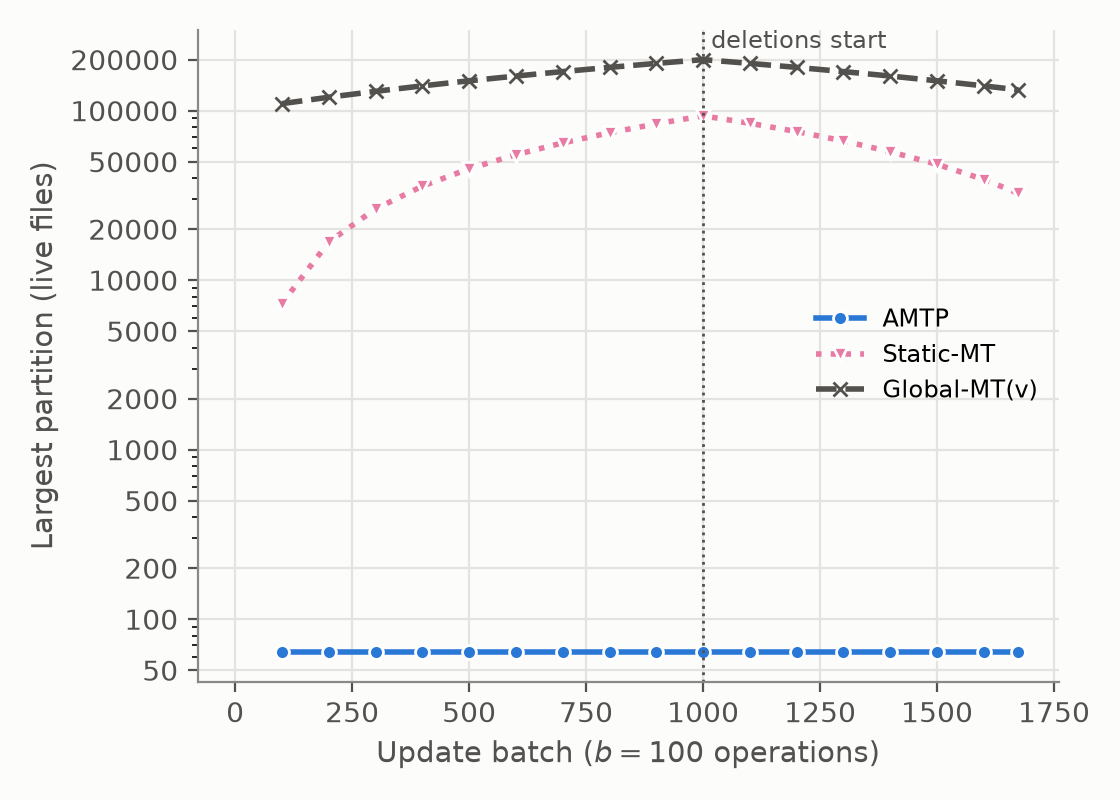 deletions start
200000
100000
50000
20000
10000
5000
2000
1000
500
200
100
50
Largest partition (live files)
AMTP
Static-MT
Global-MT(v)
0 250 500 750 1000 1250 1500 1750
Update batch (b = 100 operations)